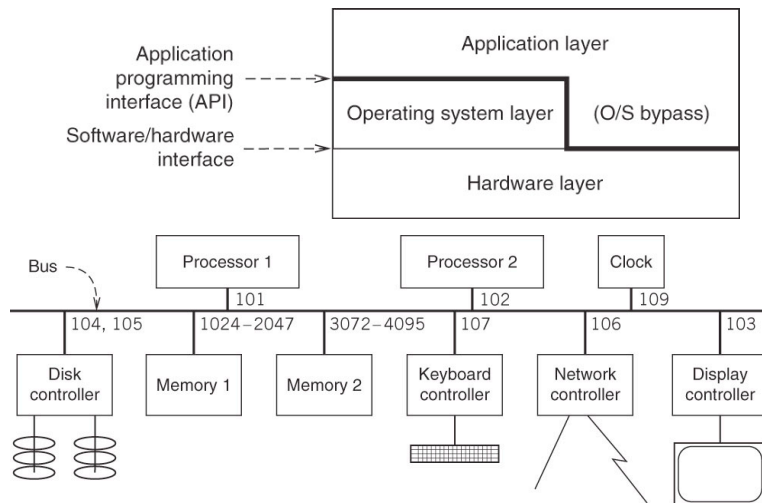 Application
programming
interface (API)
Software/hardware
interface
Application layer
Operating system layer
(O/S bypass)
Hardware layer
Bus
Processor 1
Processor 2
Clock
101
102
109
104, 105
1024–2047
3072–4095
107
106
103
Disk
controller
Memory 1
Memory 2
Keyboard
controller
Network
controller
Display
controller